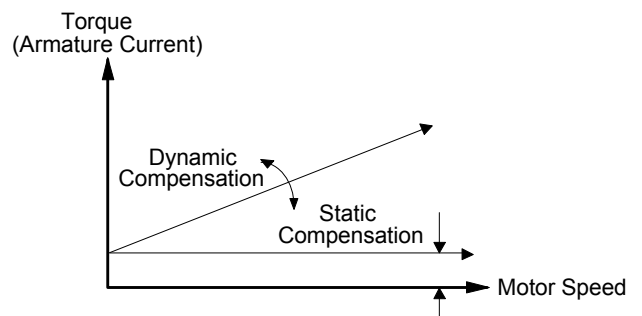 Torque
(Armature Current)
Dynamic
Compensation
Static
Compensation
Motor Speed